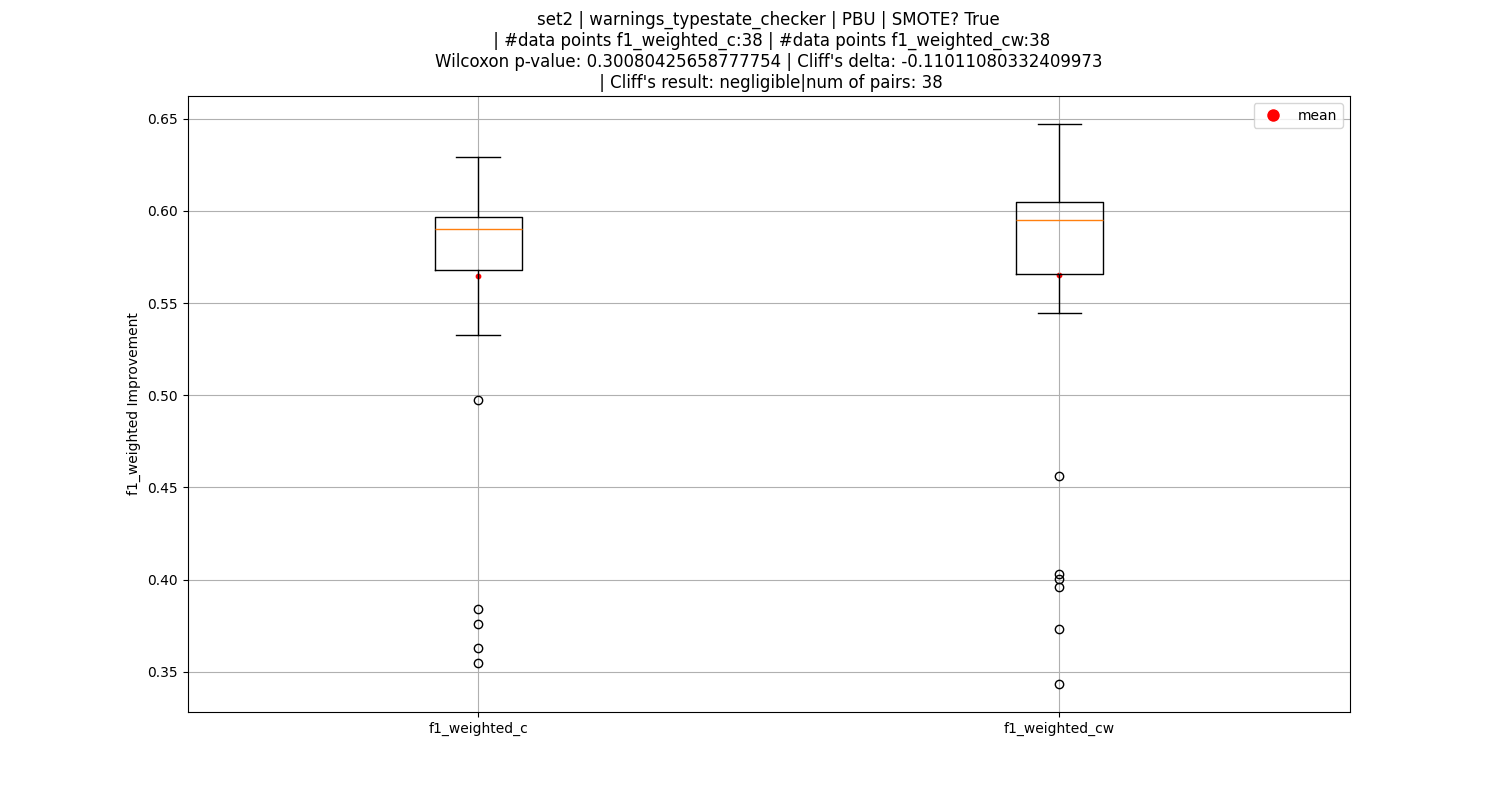 set2 | warnings_typestate_checker | PBU | SMOTE? True
| #data points f1_weighted_c:38 | #data points f1_weighted_cw:38
Wilcoxon p-value: 0.30080425658777754 | Cliff's delta: -0.11011080332409973
| Cliff's result: negligible|num of pairs: 38
mean
0.65
0.60
0.55
0.50
0.45
0.40
0.35
f1_weighted Improvement
f1_weighted_c
f1_weighted_cw